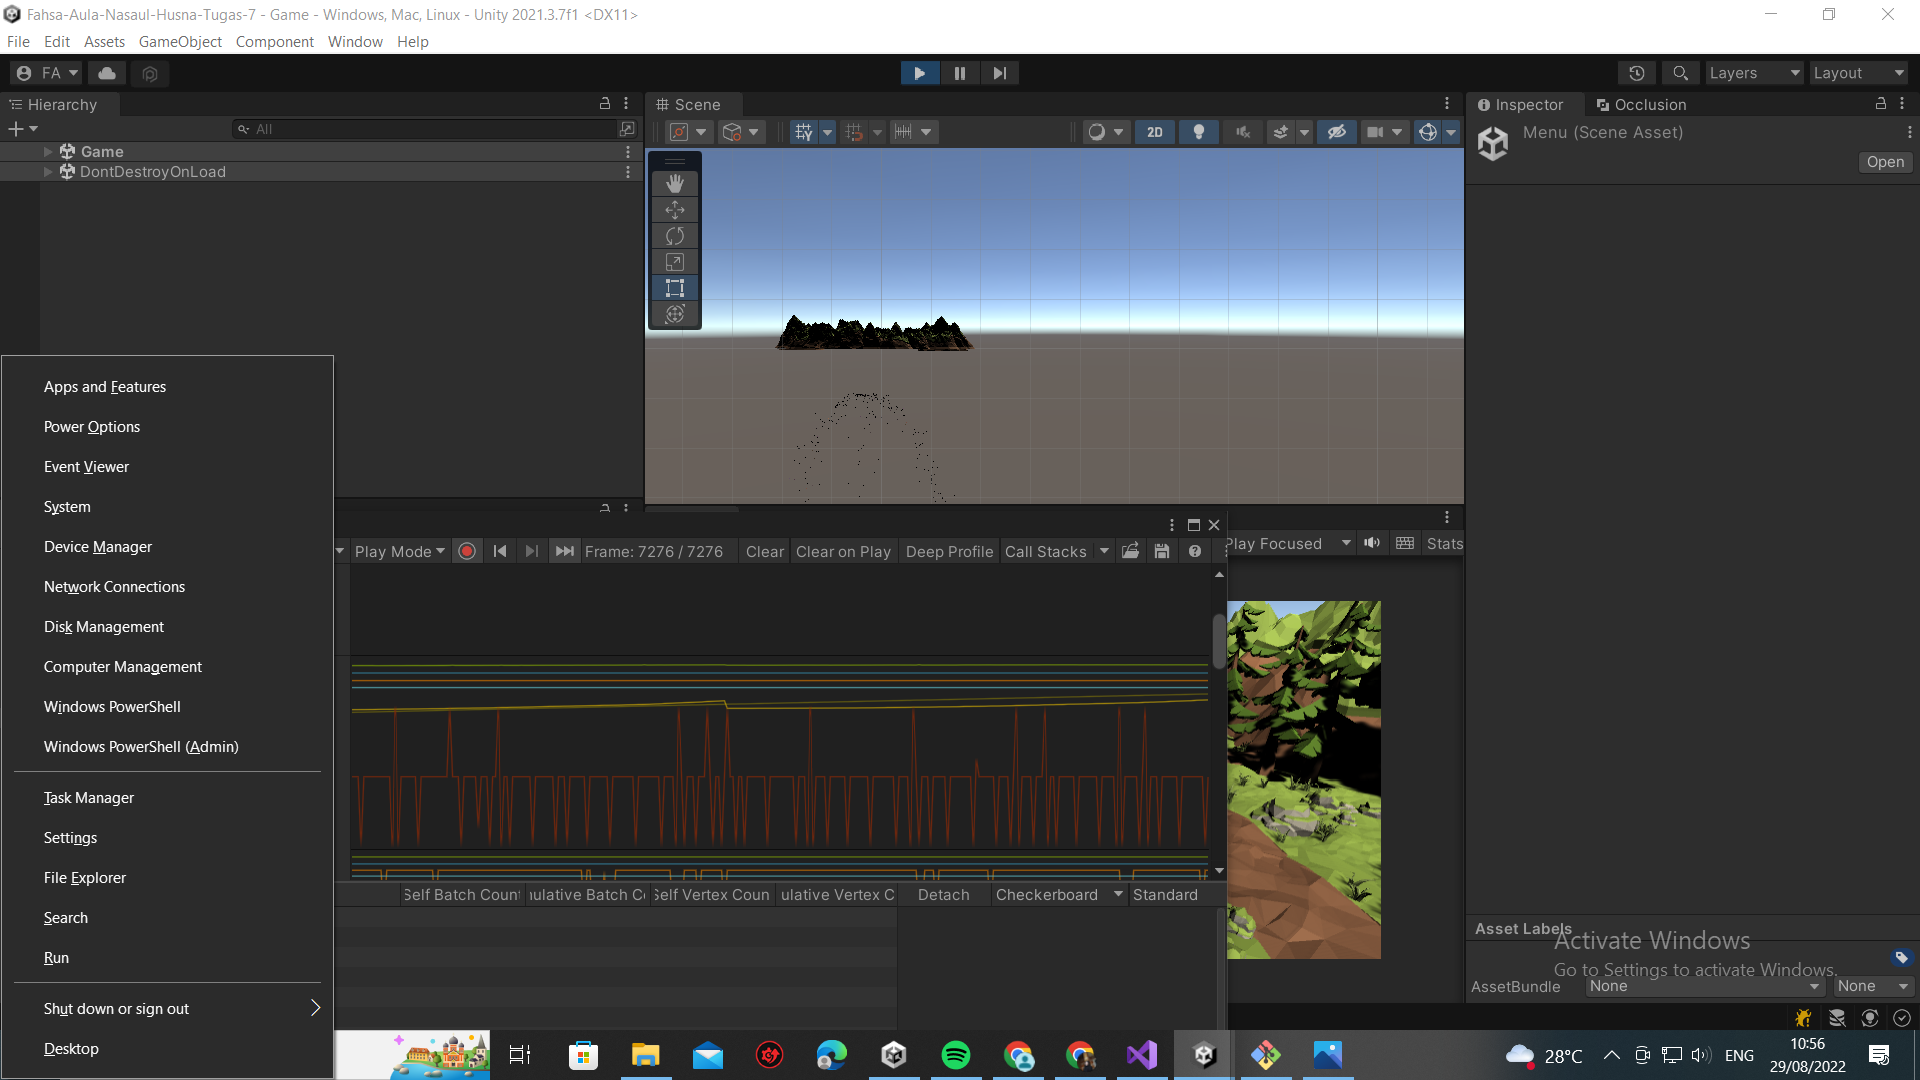 Fahsa-Aula-Nasaul-Husna-Tugas-7 - Game - Windows, Mac, Linux - Unity 2021.3.7f1 <DX11>
File Edit Assets GameObject Component Window Help
FA
Layers Layout
Hierarchy
Scene
Inspector Occlusion
All
2D
Menu (Scene Asset)
Open
Game
DontDestroyOnLoad
Apps and Features
Power Options
Event Viewer
System
Device Manager
Network Connections
Disk Management
Computer Management
Windows PowerShell
Windows PowerShell (Admin)
Task Manager
Settings
File Explorer
Search
Run
Shut down or sign out
Desktop
Play Mode Frame: 7276 / 7276 Clear Clear on Play Deep Profile Call Stacks
Play Focused Stats
Self Batch Count ulative Batch C Self Vertex Coun ulative Vertex C Detach Checkerboard Standard
Asset Labels
Activate Windows
Go to Settings to activate Windows.
AssetBundle None None
28°C ENG 10:56
29/08/2022